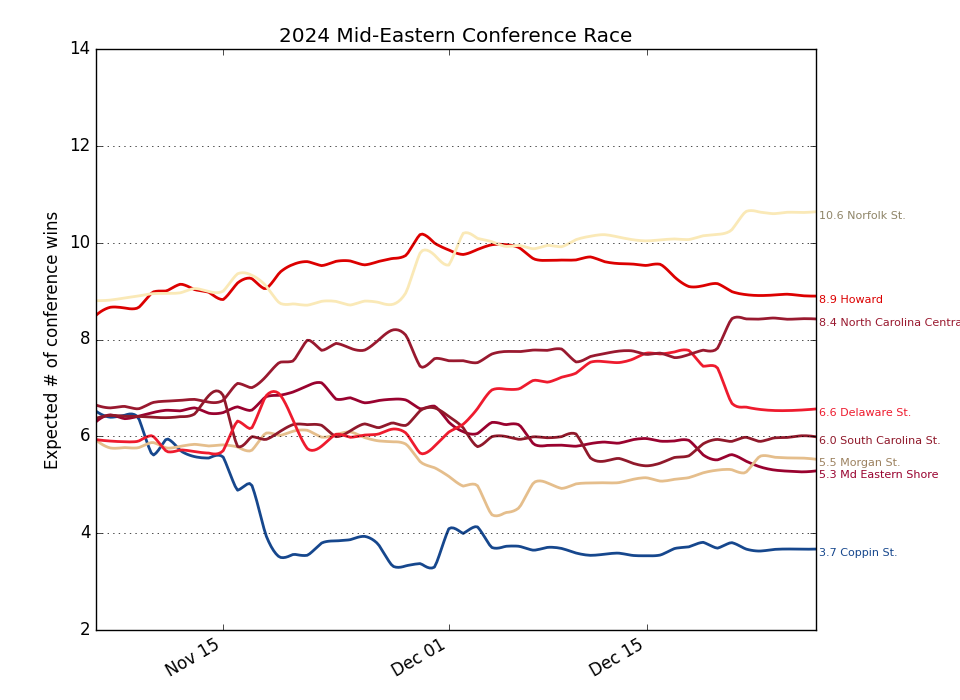 2024 Mid-Eastern Conference Race
14
12
10
8
6
4
2
Expected # of conference wins
Nov 15
Dec 01
Dec 15
10.6 Norfolk St.
8.9 Howard
8.4 North Carolina Centra
6.6 Delaware St.
6.0 South Carolina St.
5.5 Morgan St.
5.3 Md Eastern Shore
3.7 Coppin St.